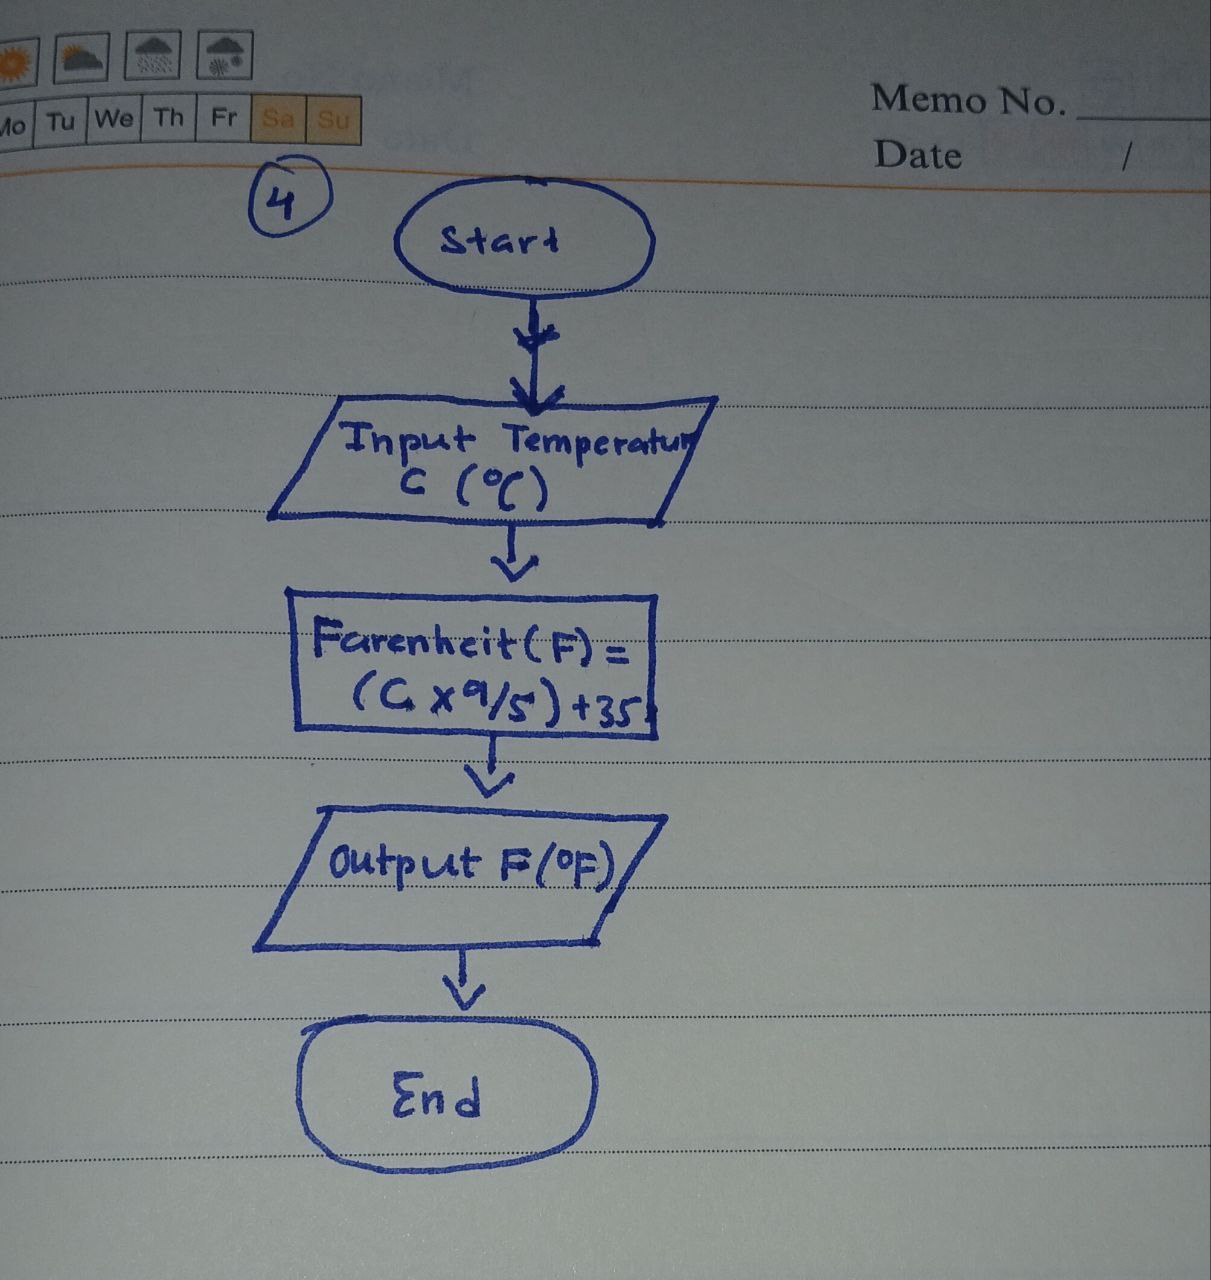 Mo Tu We Th Fr Sa Su
Memo No.
Date /
4
Start
Input Temperatur
C (°C)
Farenheit(F) =
(C x 9/5) + 35
Output F(°F)
End